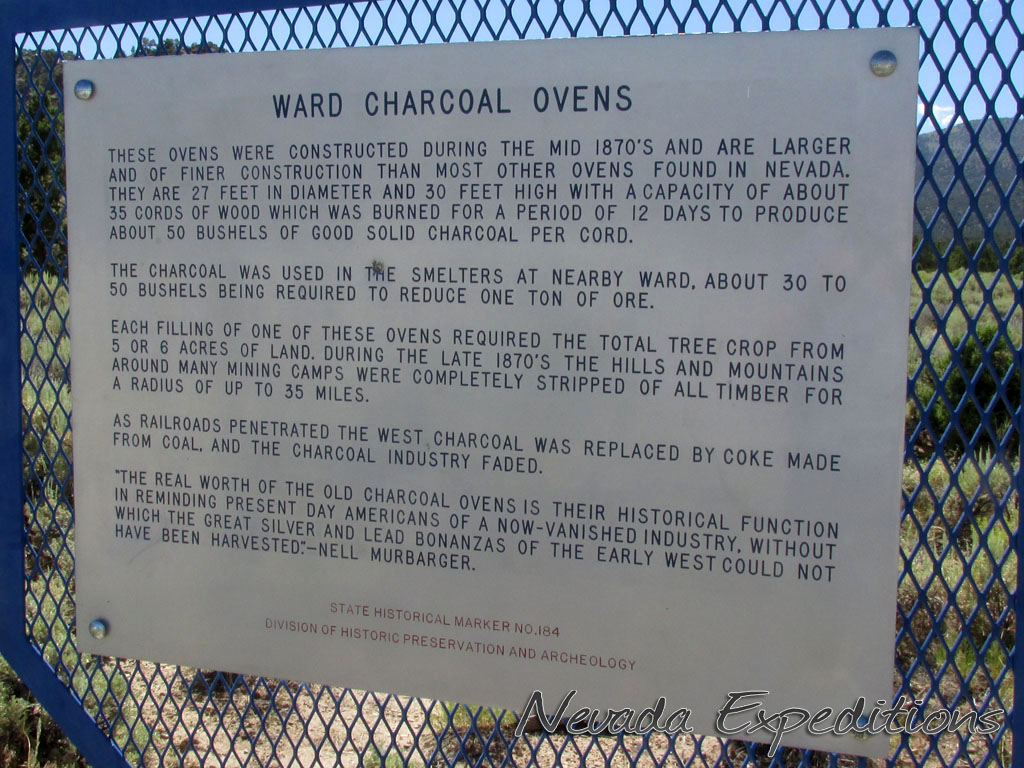 WARD CHARCOAL OVENS
THESE OVENS WERE CONSTRUCTED DURING THE MID 1870'S AND ARE LARGER
AND OF FINER CONSTRUCTION THAN MOST OTHER OVENS FOUND IN NEVADA.
THEY ARE 27 FEET IN DIAMETER AND 30 FEET HIGH WITH A CAPACITY OF ABOUT
35 CORDS OF WOOD WHICH WAS BURNED FOR A PERIOD OF 12 DAYS TO PRODUCE
ABOUT 50 BUSHELS OF GOOD SOLID CHARCOAL PER CORD.
THE CHARCOAL WAS USED IN THE SMELTERS AT NEARBY WARD, ABOUT 30 TO
50 BUSHELS BEING REQUIRED TO REDUCE ONE TON OF ORE.
EACH FILLING OF ONE OF THESE OVENS REQUIRED THE TOTAL TREE CROP FROM
5 OR 6 ACRES OF LAND. DURING THE LATE 1870'S THE HILLS AND MOUNTAINS
AROUND MANY MINING CAMPS WERE COMPLETELY STRIPPED OF ALL TIMBER FOR
A RADIUS OF UP TO 35 MILES.
AS RAILROADS PENETRATED THE WEST CHARCOAL WAS REPLACED BY COKE MADE
FROM COAL, AND THE CHARCOAL INDUSTRY FADED.
"THE REAL WORTH OF THE OLD CHARCOAL OVENS IS THEIR HISTORICAL FUNCTION
IN REMINDING PRESENT DAY AMERICANS OF A NOW-VANISHED INDUSTRY, WITHOUT
WHICH THE GREAT SILVER AND LEAD BONANZAS OF THE EARLY WEST COULD NOT
HAVE BEEN HARVESTED."—NELL MURBARGER.
STATE HISTORICAL MARKER NO.184
DIVISION OF HISTORIC PRESERVATION AND ARCHEOLOGY
Nevada Expeditions